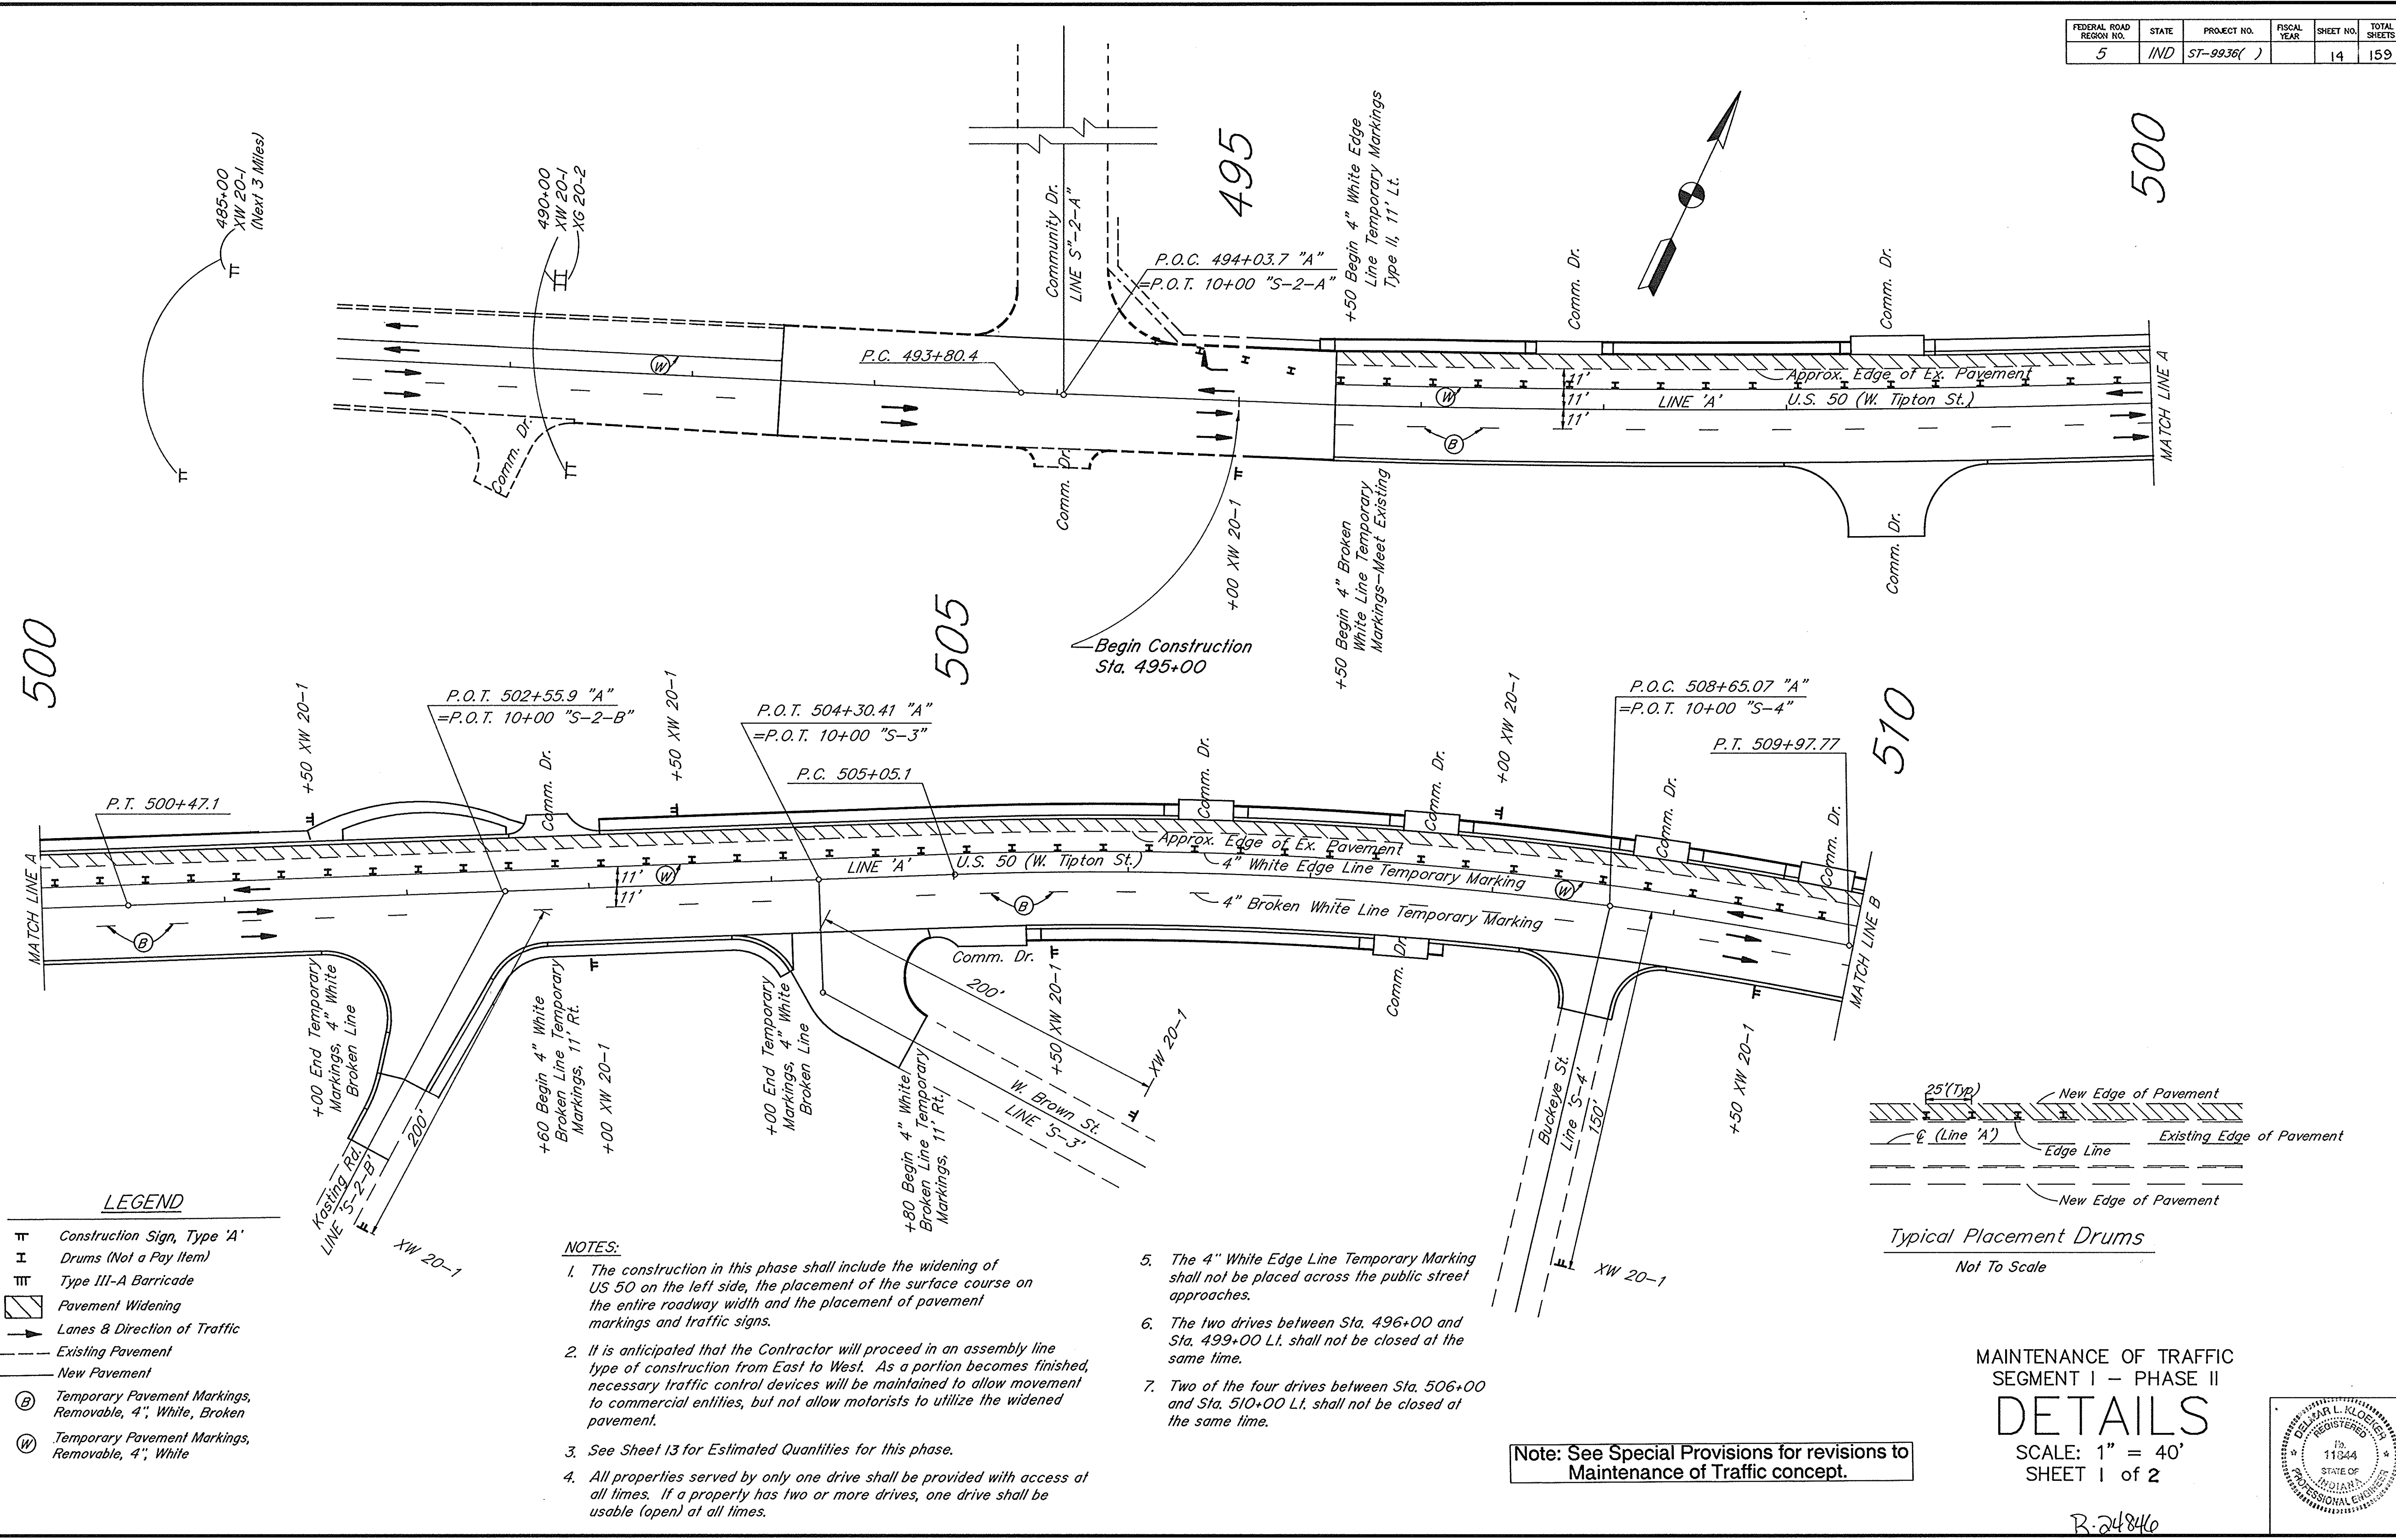 FEDERAL ROAD REGION NO.
STATE
PROJECT NO.
FISCAL YEAR
SHEET NO.
TOTAL SHEETS
5
IND
ST-9936( )
14
159
485+00
XW 20-1
(Next 3 Miles)
490+00
XW 20-1
XG 20-2
Community Dr.
LINE S"-2-A"
495
+50 Begin 4" White Edge
Line Temporary Markings
Type II, 11' Lt.
500
P.O.C. 494+03.7 "A"
=P.O.T. 10+00 "S-2-A"
P.C. 493+80.4
Comm. Dr.
Comm. Dr.
W
W
11'
11'
11'
Approx. Edge of Ex. Pavement
LINE 'A'
U.S. 50 (W. Tipton St.)
B
MATCH LINE A
Comm. Dr.
Comm. Dr.
Comm. Dr.
+00 XW 20-1
+50 Begin 4" Broken
White Line Temporary
Markings-Meet Existing
Begin Construction
Sta. 495+00
500
505
510
+50 XW 20-1
P.O.T. 502+55.9 "A"
=P.O.T. 10+00 "S-2-B"
+50 XW 20-1
P.O.T. 504+30.41 "A"
=P.O.T. 10+00 "S-3"
P.C. 505+05.1
+00 XW 20-1
P.O.C. 508+65.07 "A"
=P.O.T. 10+00 "S-4"
P.T. 509+97.77
P.T. 500+47.1
Comm. Dr.
Comm. Dr.
Comm. Dr.
Comm. Dr.
Comm. Dr.
MATCH LINE A
11'
11'
W
LINE 'A'
U.S. 50 (W. Tipton St.)
Approx. Edge of Ex. Pavement
4" White Edge Line Temporary Marking
W
B
B
4" Broken White Line Temporary Marking
MATCH LINE B
+00 End Temporary
Markings, 4" White
Broken Line
+60 Begin 4" White
Broken Line Temporary
Markings, 11' Rt.
+00 XW 20-1
+00 End Temporary
Markings, 4" White
Broken Line
+80 Begin 4" White
Broken Line Temporary
Markings, 11' Rt.
Comm. Dr.
200'
+50 XW 20-1
XW 20-1
W. Brown St.
LINE 'S-3'
Comm. Dr.
Buckeye St.
Line 'S-4'
150'
XW 20-1
+50 XW 20-1
Kasting Rd.
LINE 'S-2-B'
200'
XW 20-1
25'(Typ)
New Edge of Pavement
℄ (Line 'A')
Existing Edge of Pavement
Edge Line
New Edge of Pavement
Typical Placement Drums
Not To Scale
LEGEND
Construction Sign, Type 'A'
Drums (Not a Pay Item)
Type III-A Barricade
Pavement Widening
Lanes & Direction of Traffic
Existing Pavement
New Pavement
B Temporary Pavement Markings,
Removable, 4", White, Broken
W Temporary Pavement Markings,
Removable, 4", White
NOTES:
1. The construction in this phase shall include the widening of
US 50 on the left side, the placement of the surface course on
the entire roadway width and the placement of pavement
markings and traffic signs.
2. It is anticipated that the Contractor will proceed in an assembly line
type of construction from East to West. As a portion becomes finished,
necessary traffic control devices will be maintained to allow movement
to commercial entities, but not allow motorists to utilize the widened
pavement.
3. See Sheet 13 for Estimated Quantities for this phase.
4. All properties served by only one drive shall be provided with access at
all times. If a property has two or more drives, one drive shall be
usable (open) at all times.
5. The 4" White Edge Line Temporary Marking
shall not be placed across the public street
approaches.
6. The two drives between Sta. 496+00 and
Sta. 499+00 Lt. shall not be closed at the
same time.
7. Two of the four drives between Sta. 506+00
and Sta. 510+00 Lt. shall not be closed at
the same time.
Note: See Special Provisions for revisions to
Maintenance of Traffic concept.
MAINTENANCE OF TRAFFIC
SEGMENT I - PHASE II
DETAILS
SCALE: 1" = 40'
SHEET 1 of 2
R-24846
DELMAR L. KLOEKER
REGISTERED
No.
11844
STATE OF
INDIANA
PROFESSIONAL ENGINEER